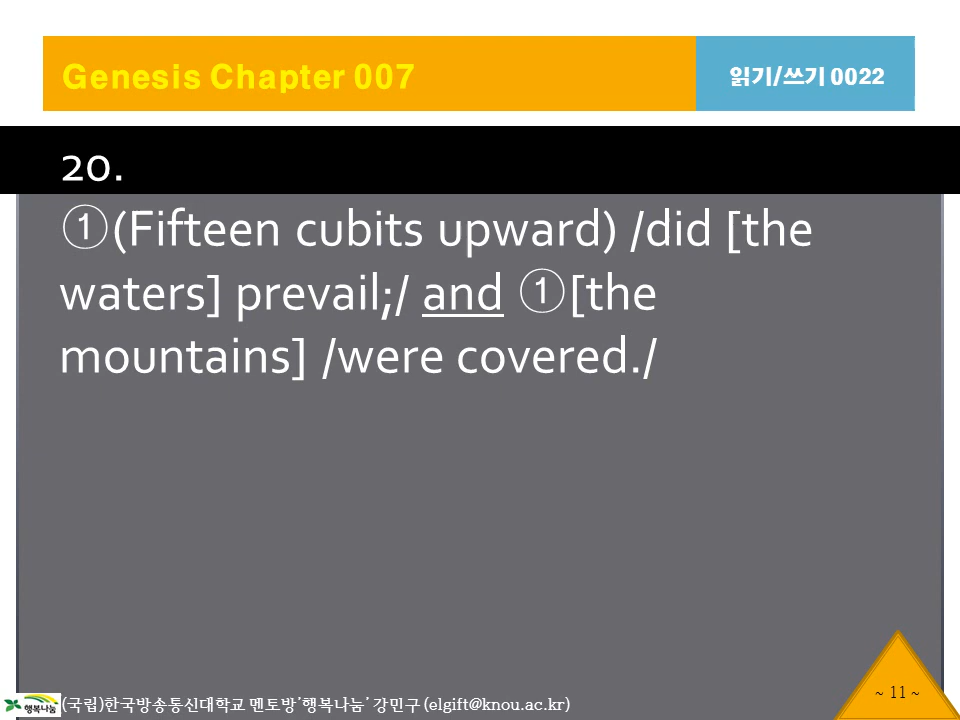 Genesis Chapter 007
읽기/쓰기 0022
20.
①(Fifteen cubits upward) /did [the
waters] prevail;/ and ①[the
mountains] /were covered./
~ 11 ~
행복나눔
(국립)한국방송통신대학교 멘토방'행복나눔' 강민구 (elgift@knou.ac.kr)